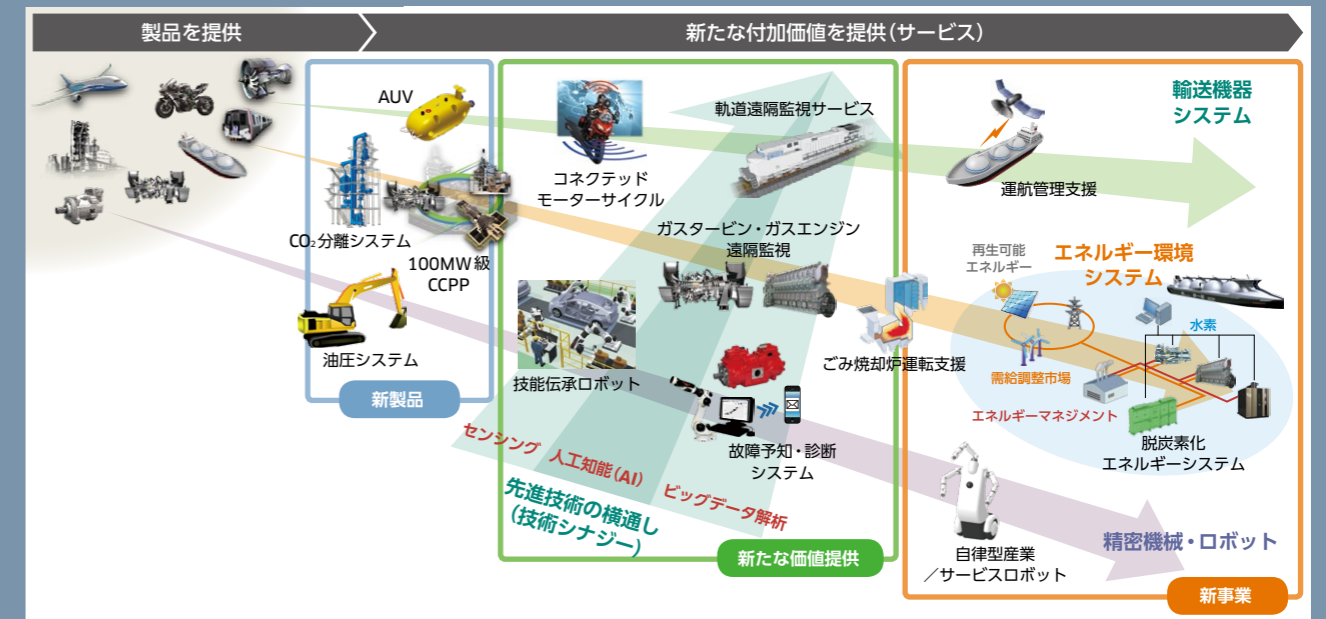 製品を提供
新たな付加価値を提供(サービス)
AUV
CO₂分離システム
100MW級
CCPP
油圧システム
新製品
コネクテッド
モーターサイクル
軌道遠隔監視サービス
ガスタービン・ガスエンジン
遠隔監視
技能伝承ロボット
故障予知・診断
システム
センシング
人工知能(AI)
ビッグデータ解析
先進技術の横通し
(技術シナジー)
新たな価値提供
ごみ焼却炉運転支援
運航管理支援
輸送機器
システム
再生可能
エネルギー
エネルギー環境
システム
水素
需給調整市場
エネルギーマネジメント
脱炭素化
エネルギーシステム
自律型産業
／サービスロボット
精密機械・ロボット
新事業